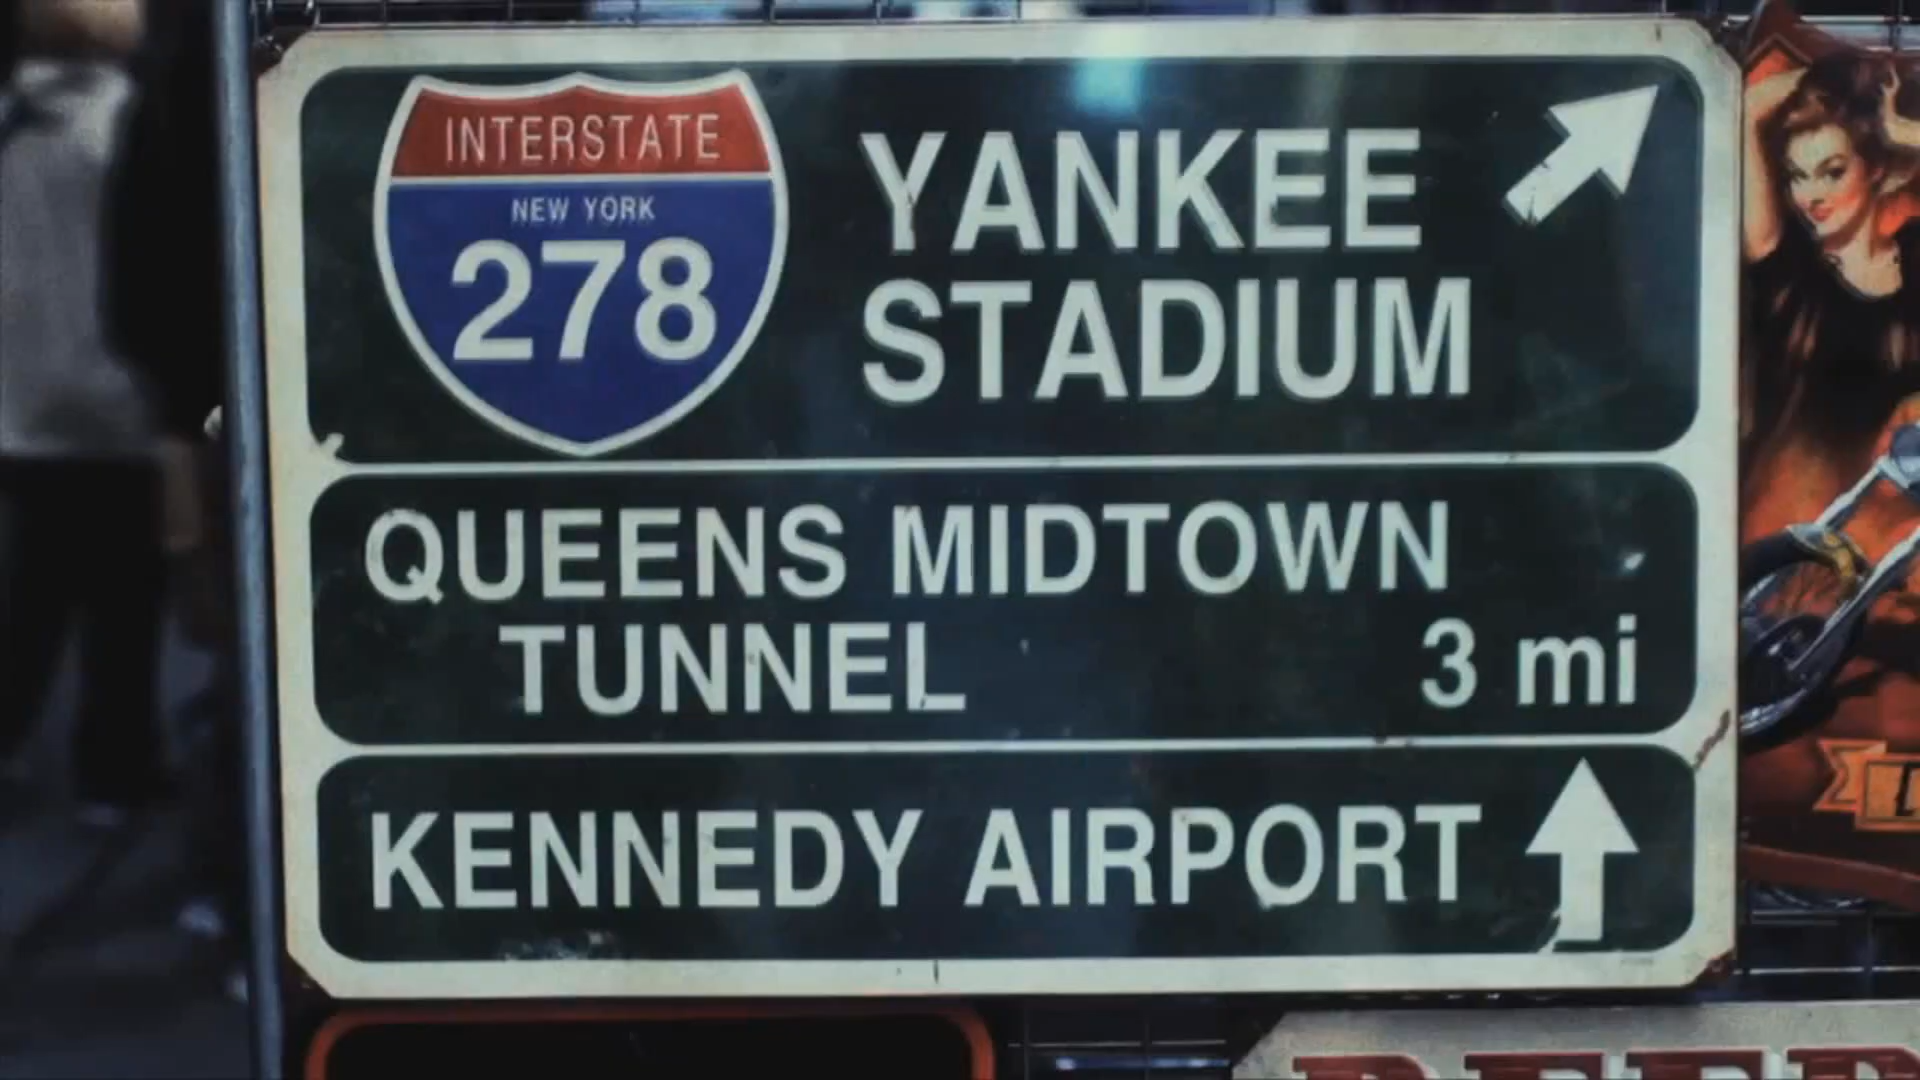 INTERSTATE
NEW YORK
278
YANKEE
STADIUM
QUEENS MIDTOWN
TUNNEL 3 mi
KENNEDY AIRPORT